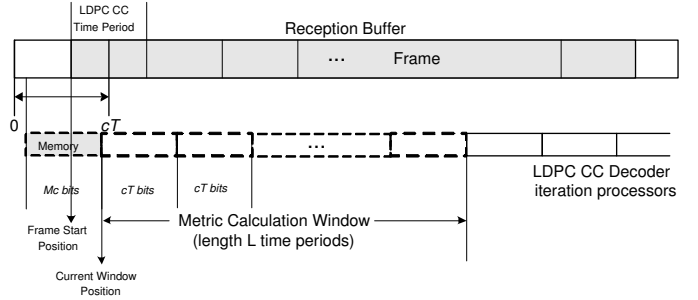 LDPC CC
Time Period
Reception Buffer
... Frame
0 cT
Memory ...
LDPC CC Decoder
iteration processors
Mc bits cT bits cT bits
Metric Calculation Window
(length L time periods)
Frame Start
Position
Current Window
Position